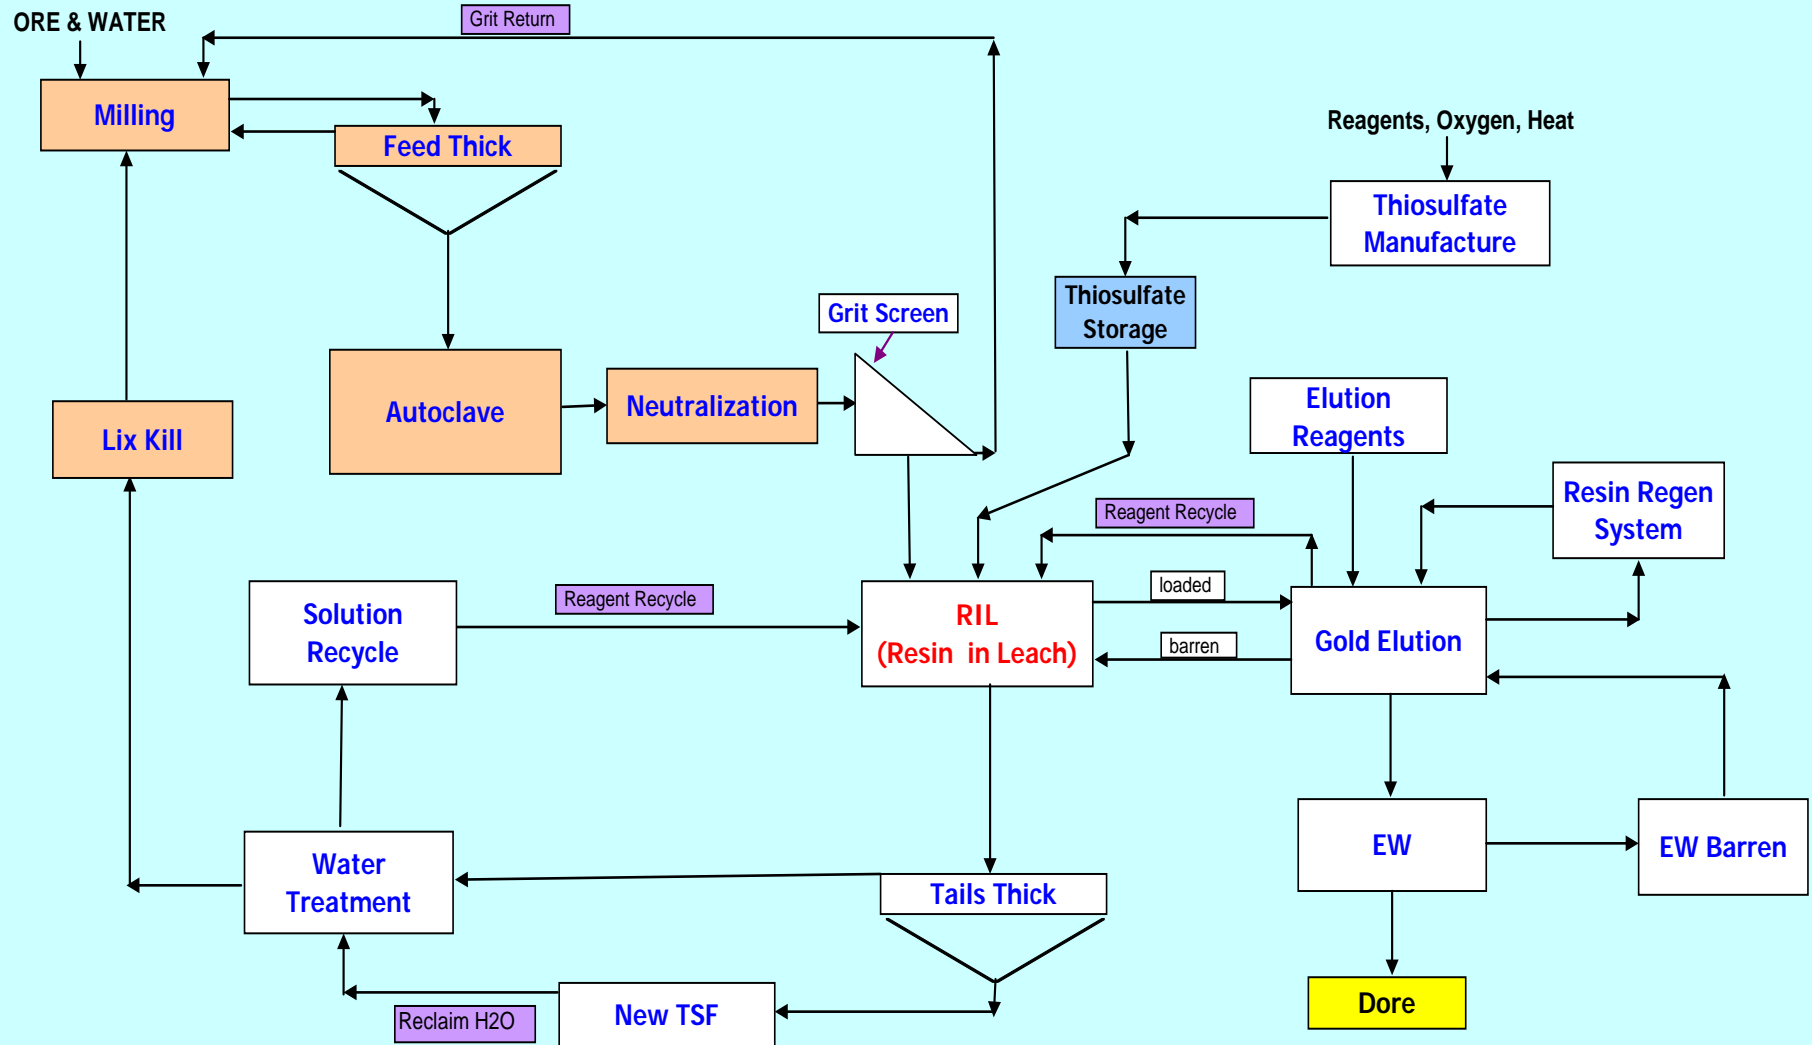 Grit Return
ORE & WATER
Milling
Feed Thick
Reagents, Oxygen, Heat
Thiosulfate
Manufacture
Thiosulfate
Storage
Grit Screen
Autoclave
Neutralization
Lix Kill
Elution
Reagents
Resin Regen
System
Reagent Recycle
Solution
Recycle
Reagent Recycle
RIL
(Resin in Leach)
loaded
barren
Gold Elution
Water
Treatment
Tails Thick
EW
EW Barren
Reclaim H2O
New TSF
Dore